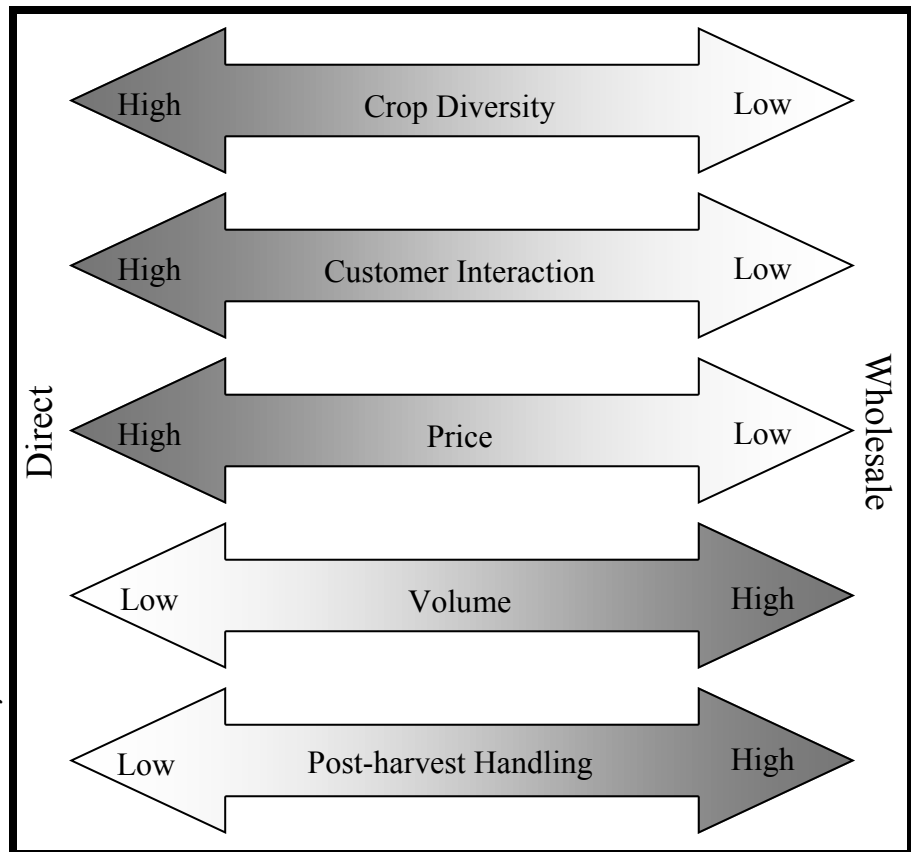 High Crop Diversity Low
High Customer Interaction Low
Direct
High Price Low
Wholesale
Low Volume High
Low Post-harvest Handling High